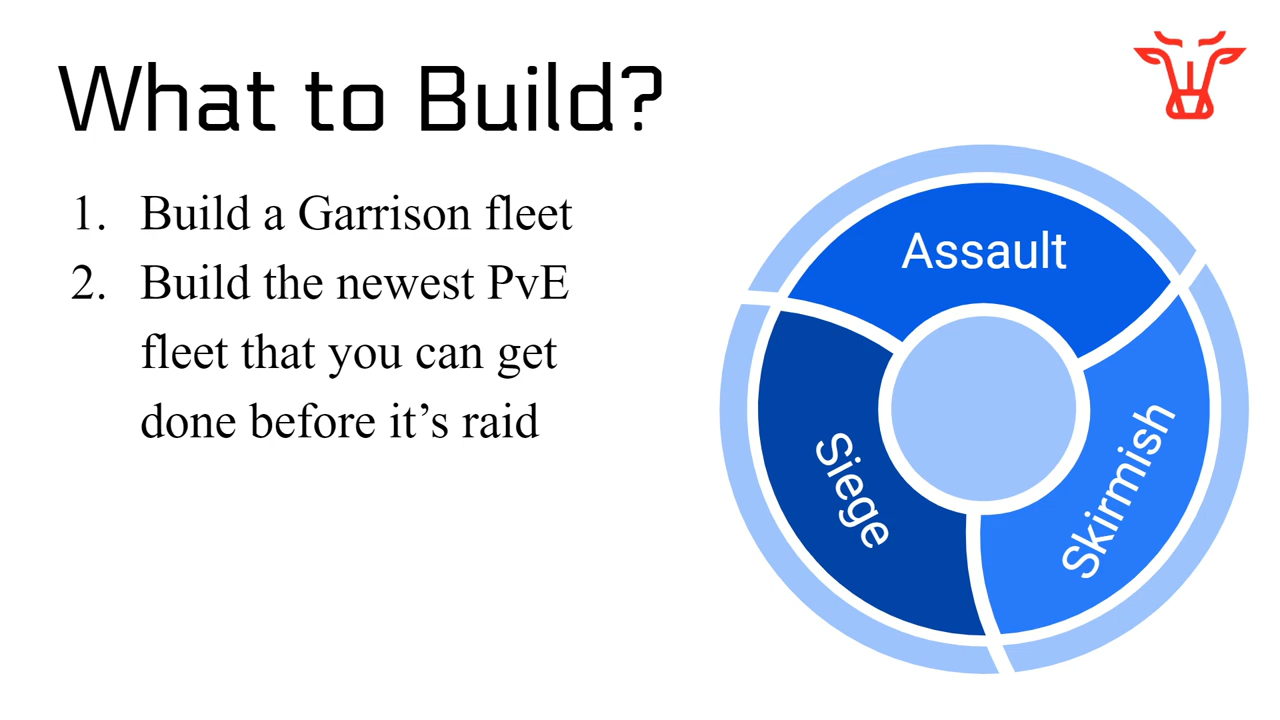 What to Build?
1. Build a Garrison fleet
2. Build the newest PvE
fleet that you can get
done before it’s raid
Assault
Siege
Skirmish